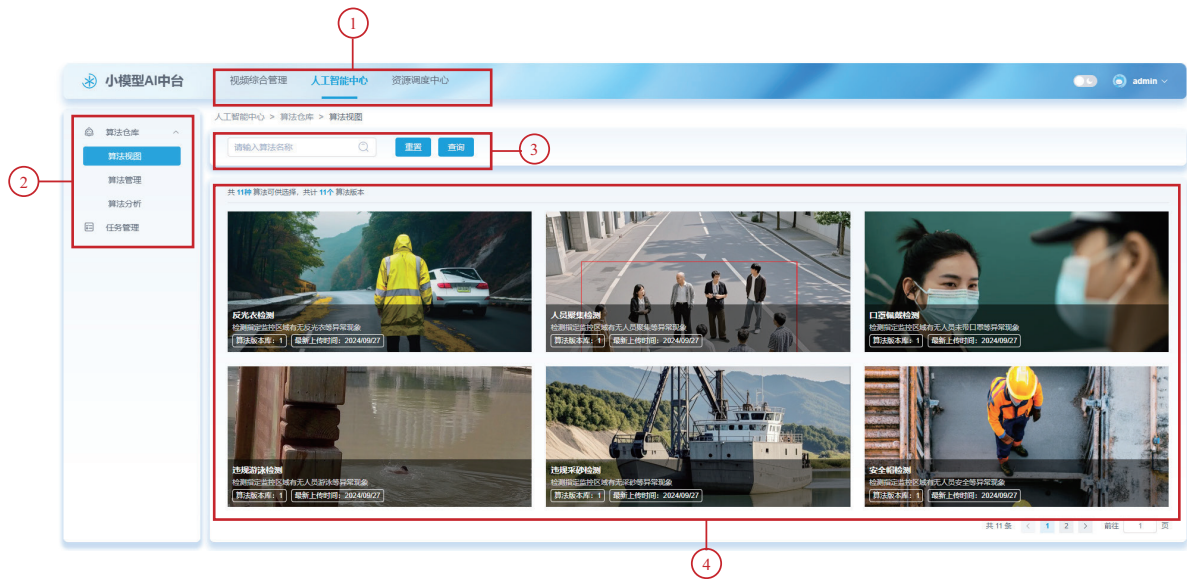 1
小模型AI中台
视频综合管理 人工智能中心 资源调度中心
admin
人工智能中心 > 算法仓库 > 算法视图
算法仓库
算法视图
算法管理
算法分析
任务管理
2
请输入算法名称 重置 查询
3
共 11种 算法可供选择，共计 11个 算法版本
反光衣检测
检测指定监控区域有无反光衣等异常现象
算法版本库：1 最新上传时间：2024/09/27
人员聚集检测
检测指定监控区域有无人员聚集等异常现象
算法版本库：1 最新上传时间：2024/09/27
口罩佩戴检测
检测指定监控区域有无人员未带口罩等异常现象
算法版本库：1 最新上传时间：2024/09/27
违规游泳检测
检测指定监控区域有无人员游泳等异常现象
算法版本库：1 最新上传时间：2024/09/27
违规采砂检测
检测指定监控区域有无采砂等异常现象
算法版本库：1 最新上传时间：2024/09/27
安全帽检测
检测指定监控区域有无人员安全等异常现象
算法版本库：1 最新上传时间：2024/09/27
共 11 条 < 1 2 > 前往 1 页
4